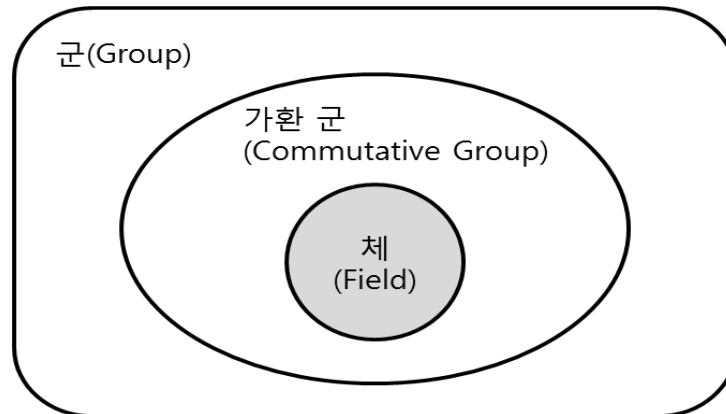 군(Group)
가환 군
(Commutative Group)
체
(Field)